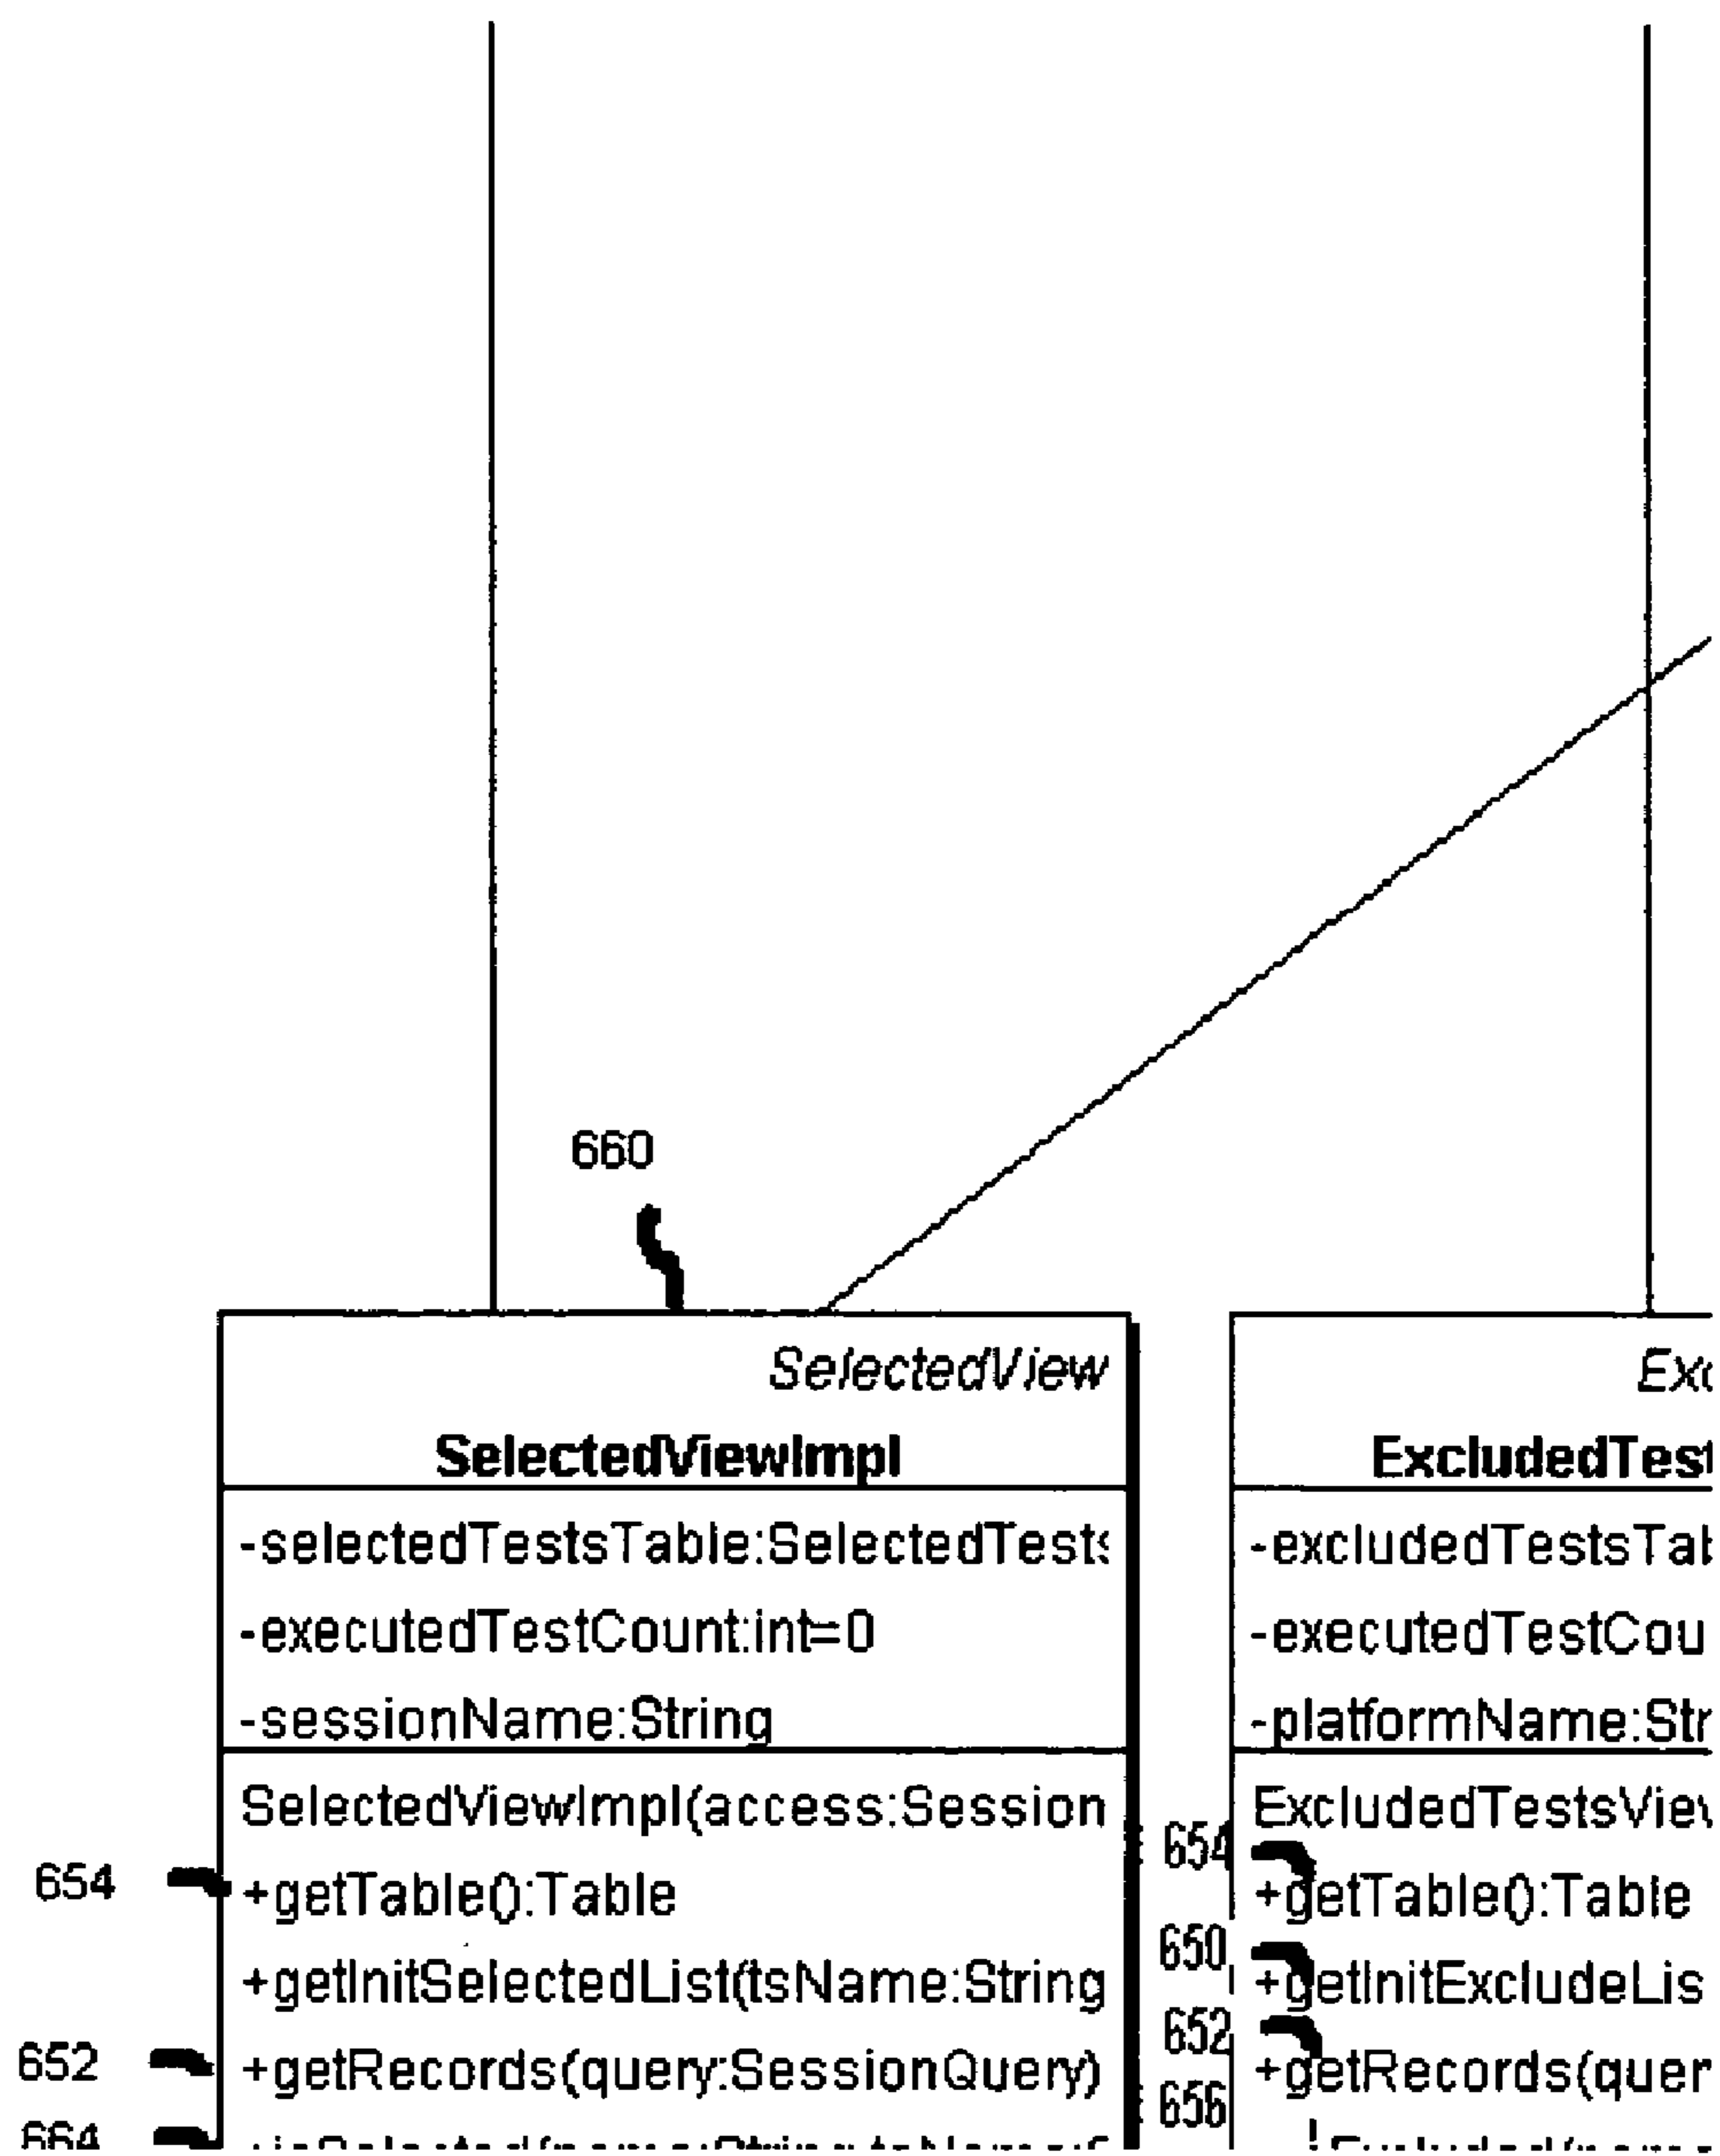 660
SelectedView
SelectedViewImpl
-selectedTestsTable:SelectedTests
-executedTestCount:int=0
-sessionName:String
SelectedViewImpl(access:Session
654 +getTable():Table
+getInitSelectedList(tsName:String
652 +getRecords(query:SessionQuery)
664
Exc
ExcludedTest
-excludedTestsTab
-executedTestCou
-platformName:Str
ExcludedTestsView
654
+getTable():Table
650
+getInitExcludeLis
652
+getRecords(quer
656